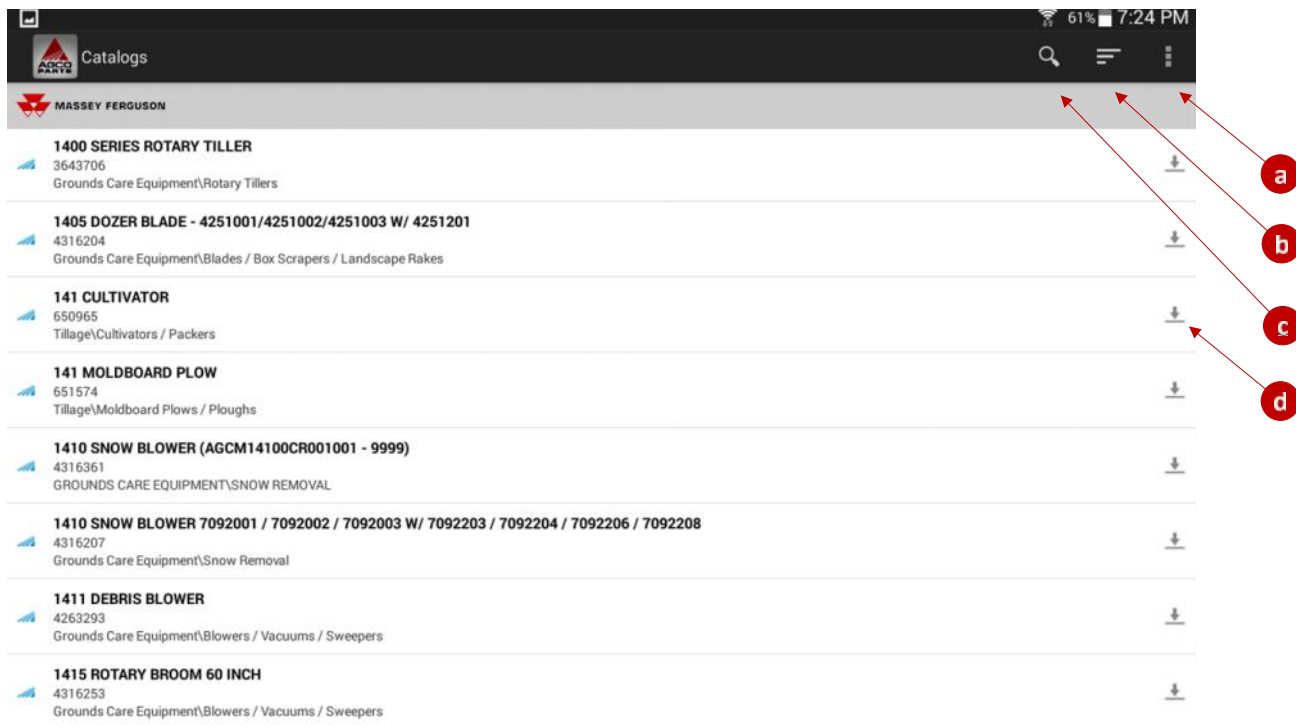 61% 7:24 PM
AGCO PARTS Catalogs
MASSEY FERGUSON
1400 SERIES ROTARY TILLER
3643706
Grounds Care Equipment\Rotary Tillers
a
1405 DOZER BLADE - 4251001/4251002/4251003 W/ 4251201
4316204
Grounds Care Equipment\Blades / Box Scrapers / Landscape Rakes
b
141 CULTIVATOR
650965
Tillage\Cultivators / Packers
c
141 MOLDBOARD PLOW
651574
Tillage\Moldboard Plows / Ploughs
d
1410 SNOW BLOWER (AGCM14100CR001001 - 9999)
4316361
GROUNDS CARE EQUIPMENT\SNOW REMOVAL
1410 SNOW BLOWER 7092001 / 7092002 / 7092003 W/ 7092203 / 7092204 / 7092206 / 7092208
4316207
Grounds Care Equipment\Snow Removal
1411 DEBRIS BLOWER
4263293
Grounds Care Equipment\Blowers / Vacuums / Sweepers
1415 ROTARY BROOM 60 INCH
4316253
Grounds Care Equipment\Blowers / Vacuums / Sweepers